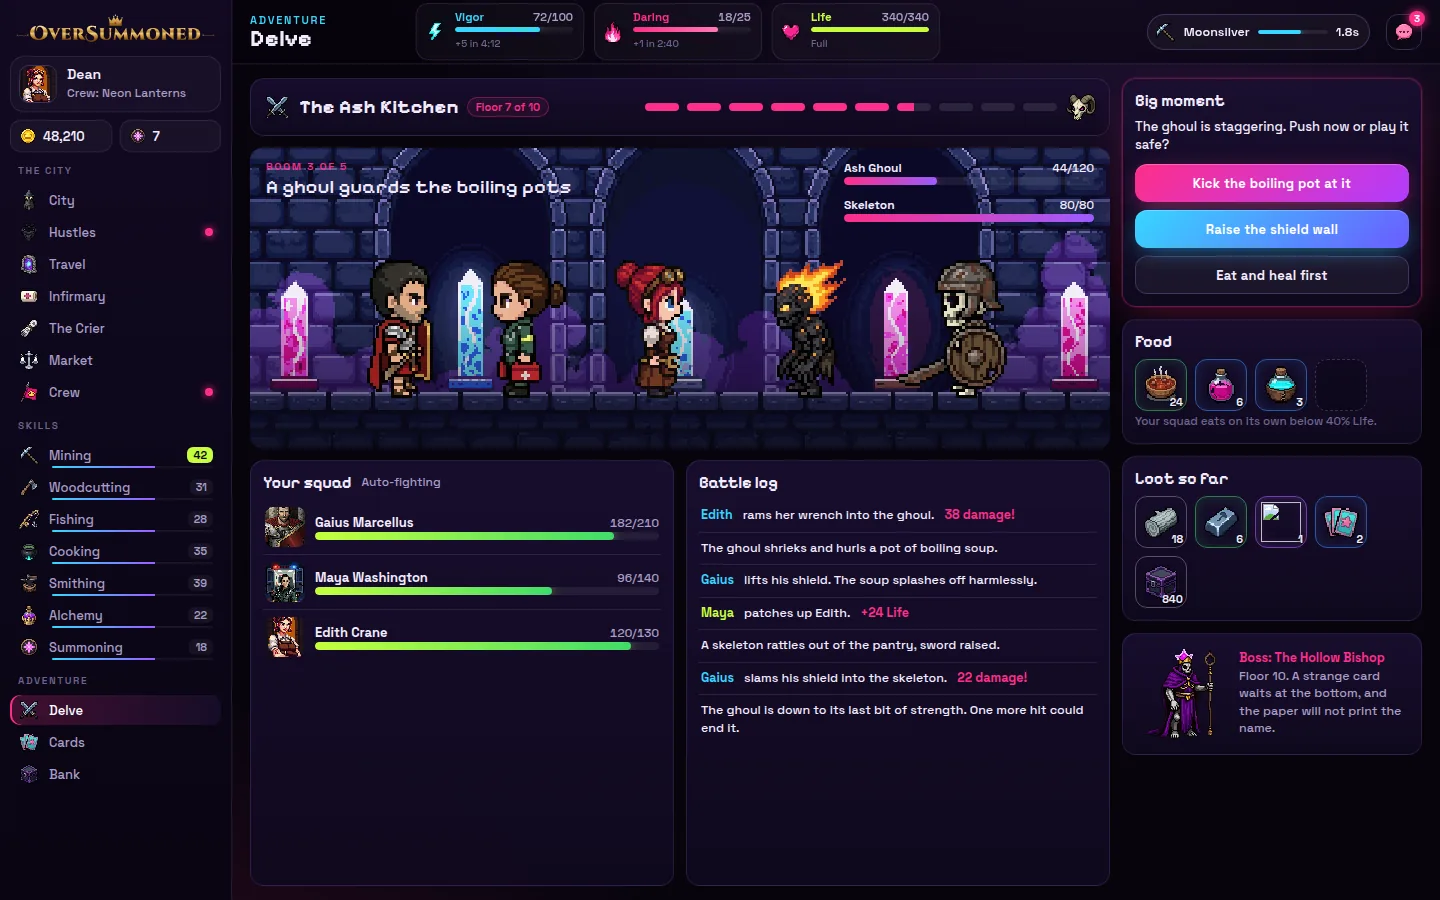 OverSummoned
Dean
Crew: Neon Lanterns
48,210
7
THE CITY
City
Hustles
Travel
Infirmary
The Crier
Market
Crew
SKILLS
Mining 42
Woodcutting 31
Fishing 28
Cooking 35
Smithing 39
Alchemy 22
Summoning 18
ADVENTURE
Delve
Cards
Bank
ADVENTURE
Delve
Vigor 72/100
+5 in 4:12
Daring 18/25
+1 in 2:40
Life 340/340
Full
Moonsilver 1.8s
3
The Ash Kitchen Floor 7 of 10
ROOM 3 OF 5
A ghoul guards the boiling pots
Ash Ghoul 44/120
Skeleton 80/80
Your squad Auto-fighting
Gaius Marcellus 182/210
Maya Washington 96/140
Edith Crane 120/130
Battle log
Edith rams her wrench into the ghoul. 38 damage!
The ghoul shrieks and hurls a pot of boiling soup.
Gaius lifts his shield. The soup splashes off harmlessly.
Maya patches up Edith. +24 Life
A skeleton rattles out of the pantry, sword raised.
Gaius slams his shield into the skeleton. 22 damage!
The ghoul is down to its last bit of strength. One more hit could
end it.
Big moment
The ghoul is staggering. Push now or play it
safe?
Kick the boiling pot at it
Raise the shield wall
Eat and heal first
Food
24 6 3
Your squad eats on its own below 40% Life.
Loot so far
18 6 1 2
840
Boss: The Hollow Bishop
Floor 10. A strange card
waits at the bottom, and
the paper will not print the
name.